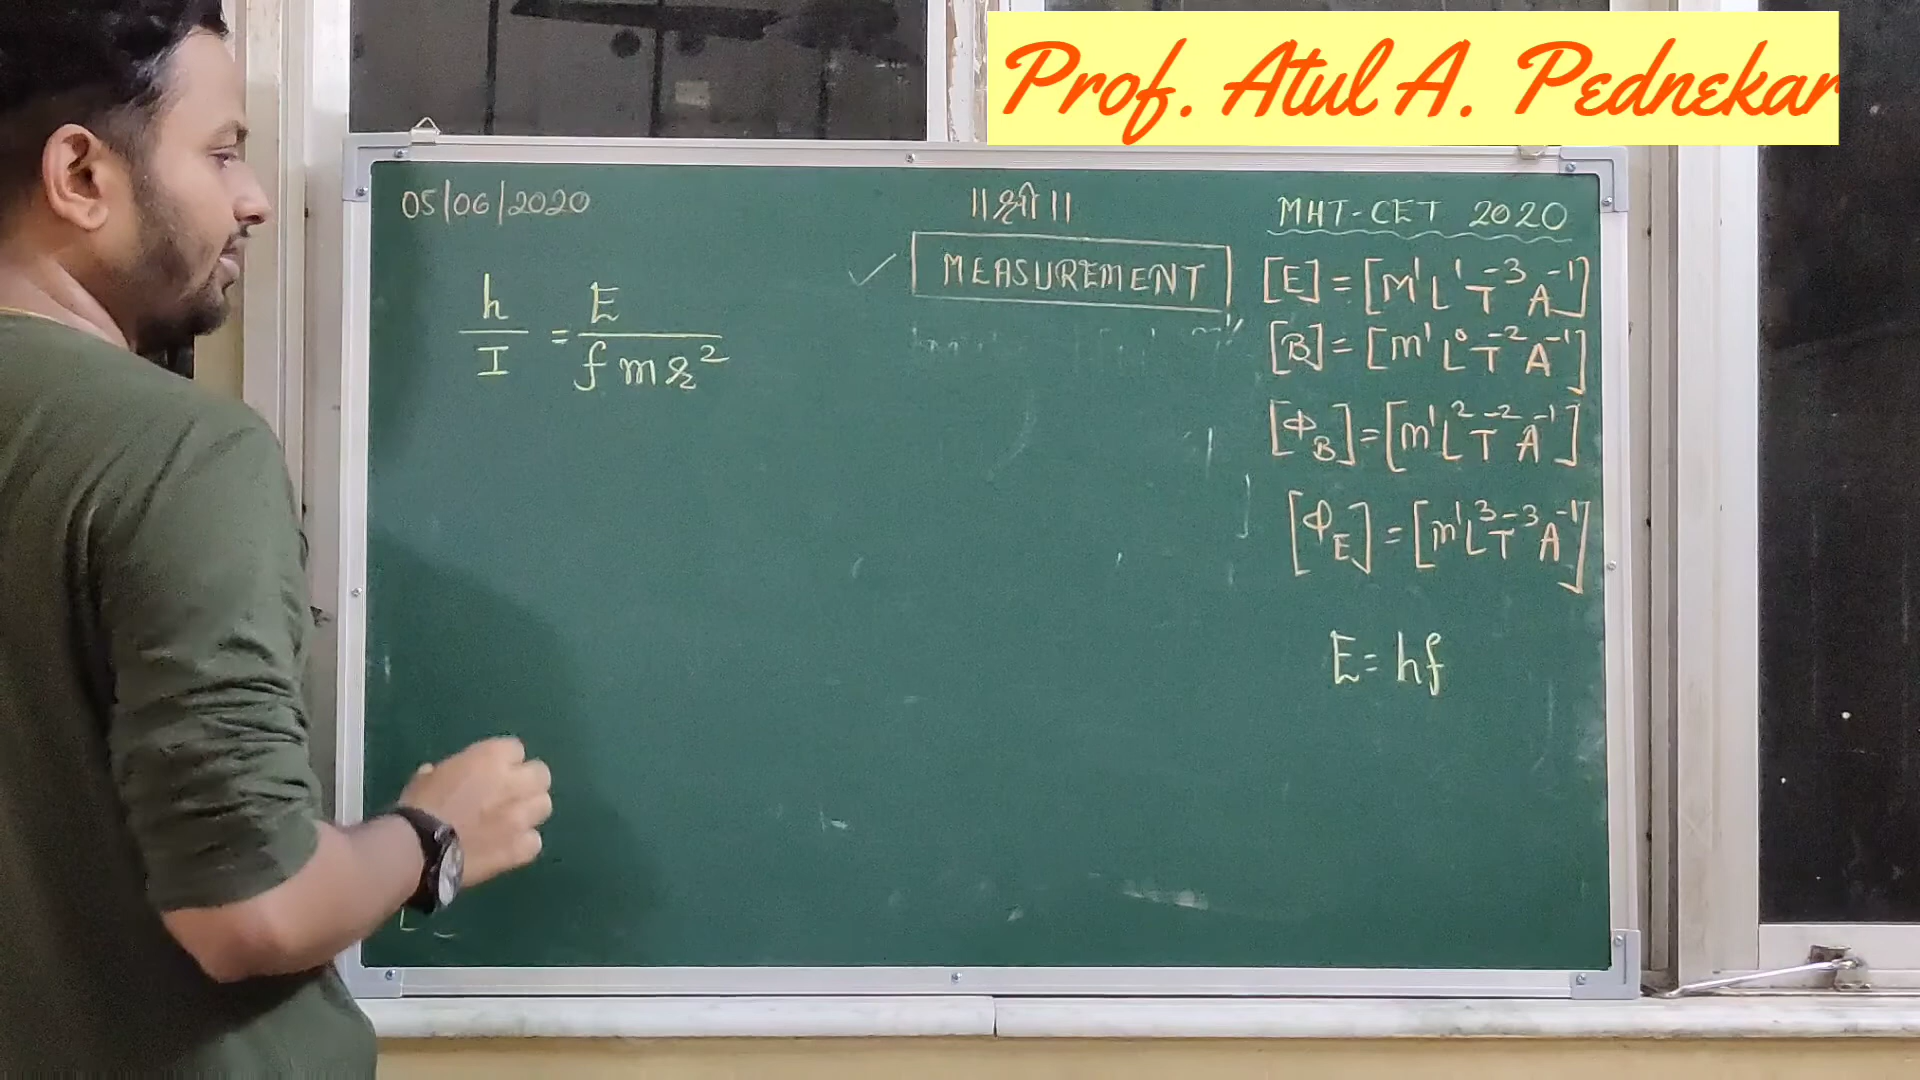 Prof. Atul A. Pednekar
05/06/2020
॥श्री॥
MHT-CET 2020
MEASUREMENT
h/I = E/fmr²
[E] = [M¹L¹T⁻³A⁻¹]
[B] = [M¹L⁰T⁻²A⁻¹]
[Φ_B] = [M¹L²T⁻²A⁻¹]
[Φ_E] = [M¹L³T⁻³A⁻¹]
E = hf